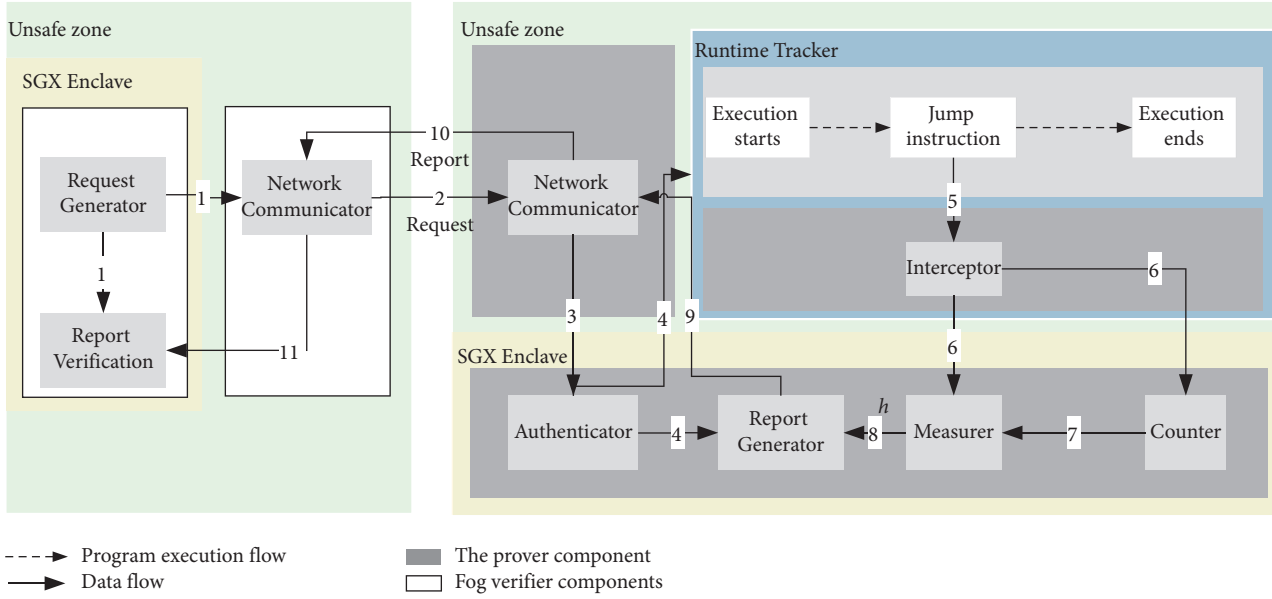 Unsafe zone
SGX Enclave
Request
Generator
1
1
Report
Verification
Network
Communicator
11
10
Report
2
Request
Unsafe zone
Network
Communicator
3
4
9
Runtime Tracker
Execution
starts
Jump
instruction
Execution
ends
5
Interceptor
6
6
SGX Enclave
Authenticator
4
Report
Generator
h
8
Measurer
7
Counter
Program execution flow
Data flow
The prover component
Fog verifier components